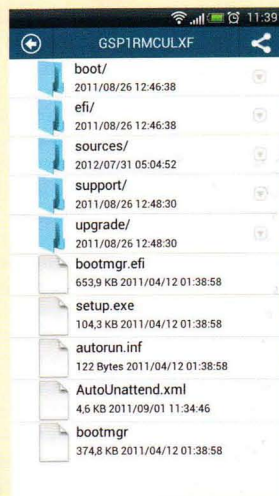 11:39
GSP1RMCULXF
boot/
2011/08/26 12:46:38
efi/
2011/08/26 12:46:38
sources/
2012/07/31 05:04:52
support/
2011/08/26 12:48:30
upgrade/
2011/08/26 12:48:30
bootmgr.efi
653,9 KB 2011/04/12 01:38:58
setup.exe
104,3 KB 2011/04/12 01:38:58
autorun.inf
122 Bytes 2011/04/12 01:38:58
AutoUnattend.xml
4,6 KB 2011/09/01 11:34:46
bootmgr
374,8 KB 2011/04/12 01:38:58